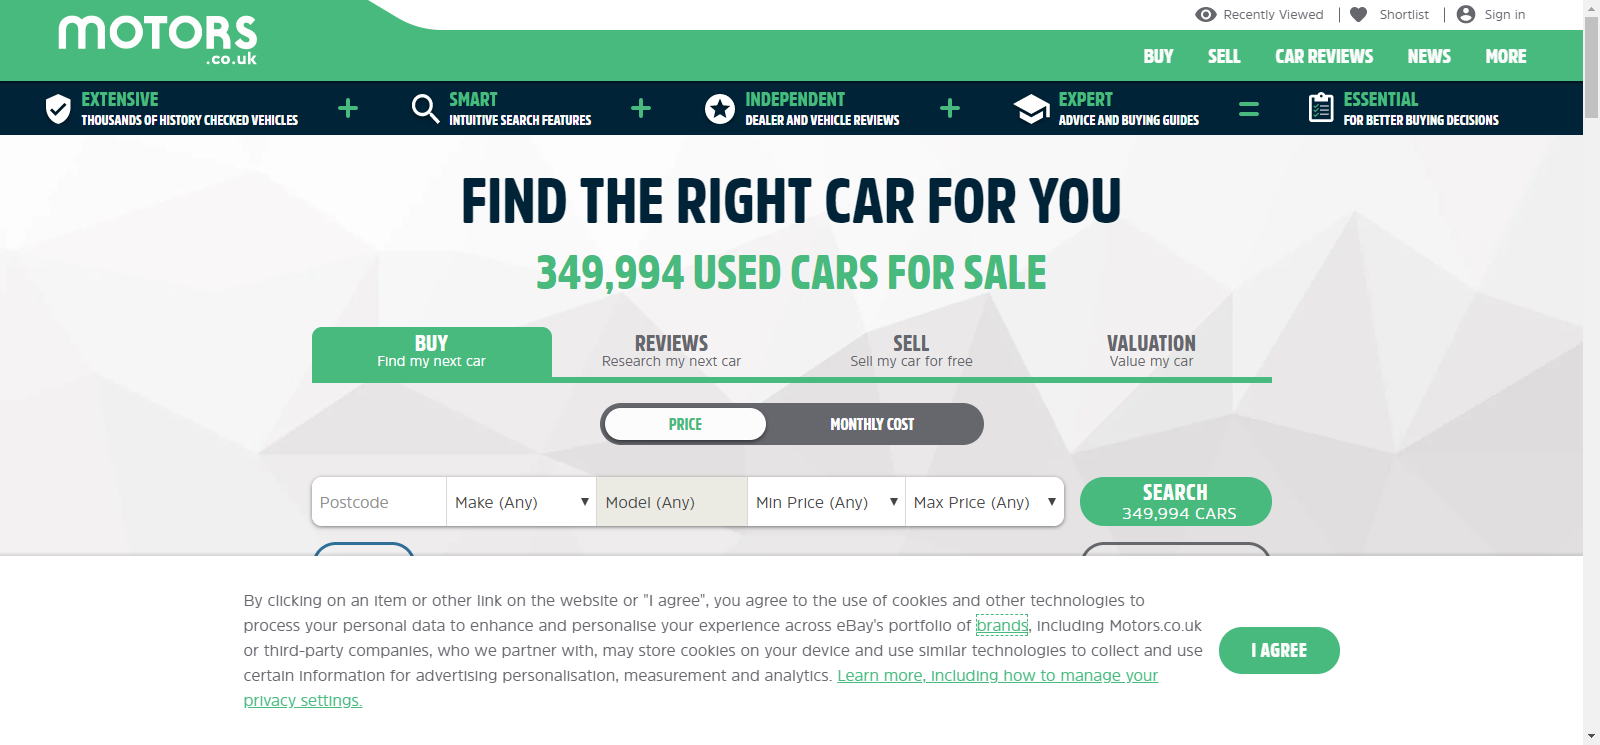 MOTORS
.co.uk
Recently Viewed
Shortlist
Sign in
BUY
SELL
CAR REVIEWS
NEWS
MORE
EXTENSIVE
THOUSANDS OF HISTORY CHECKED VEHICLES
+
SMART
INTUITIVE SEARCH FEATURES
+
INDEPENDENT
DEALER AND VEHICLE REVIEWS
+
EXPERT
ADVICE AND BUYING GUIDES
=
ESSENTIAL
FOR BETTER BUYING DECISIONS
FIND THE RIGHT CAR FOR YOU
349,994 USED CARS FOR SALE
BUY
Find my next car
REVIEWS
Research my next car
SELL
Sell my car for free
VALUATION
Value my car
PRICE
MONTHLY COST
Postcode
Make (Any)
Model (Any)
Min Price (Any)
Max Price (Any)
SEARCH
349,994 CARS
By clicking on an item or other link on the website or "I agree", you agree to the use of cookies and other technologies to
process your personal data to enhance and personalise your experience across eBay's portfolio of brands, including Motors.co.uk
or third-party companies, who we partner with, may store cookies on your device and use similar technologies to collect and use
certain information for advertising personalisation, measurement and analytics. Learn more, including how to manage your
privacy settings.
I AGREE